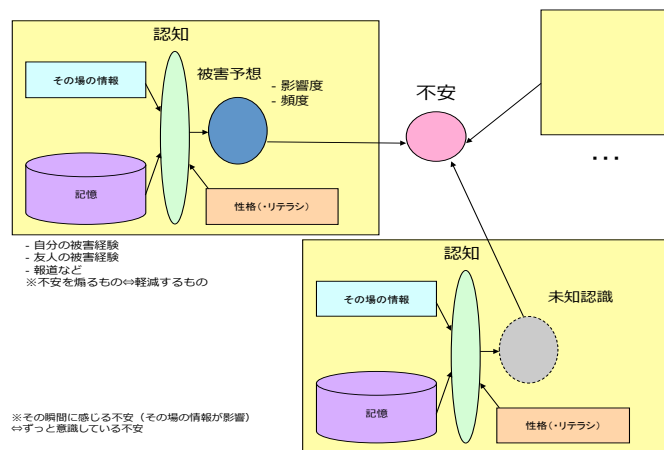 認知
その場の情報
被害予想
- 影響度
- 頻度
記憶
性格(・リテラシ)
不安
...
- 自分の被害経験
- 友人の被害経験
- 報道など
※不安を煽るもの⇔軽減するもの
認知
その場の情報
未知認識
記憶
性格(・リテラシ)
※その瞬間に感じる不安（その場の情報が影響）
⇔ずっと意識している不安